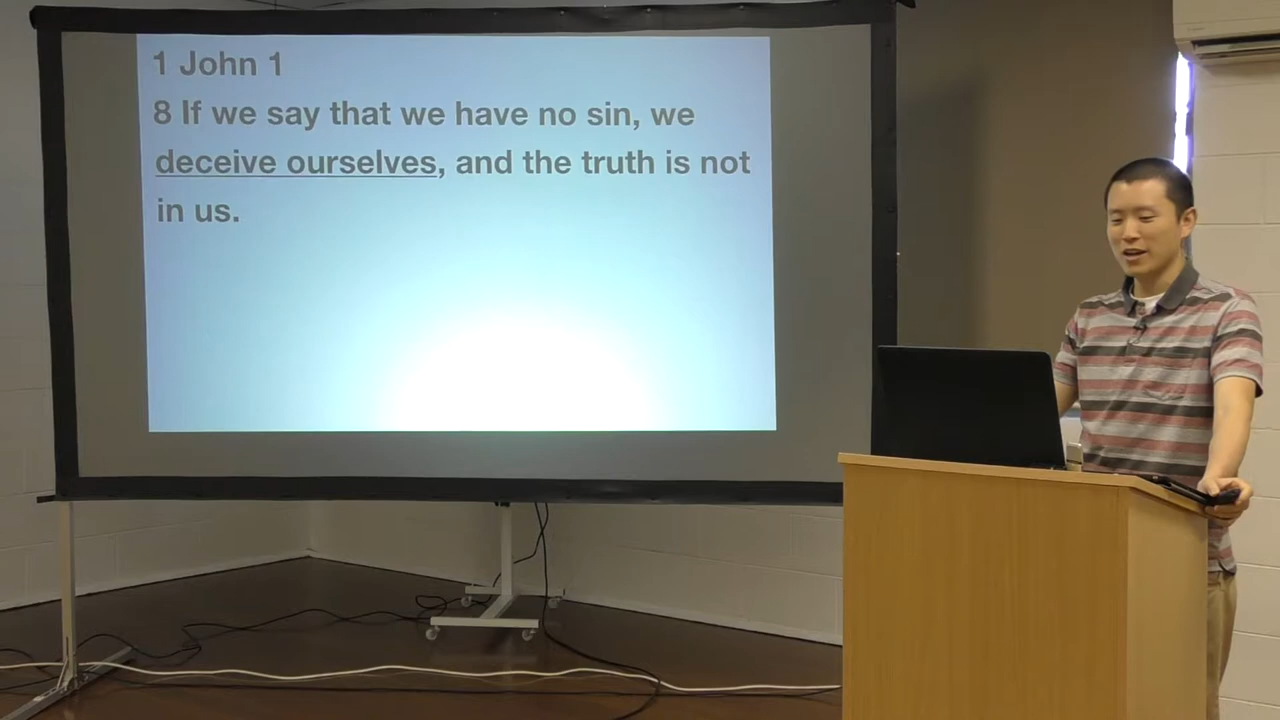 1 John 1
8 If we say that we have no sin, we
deceive ourselves, and the truth is not
in us.